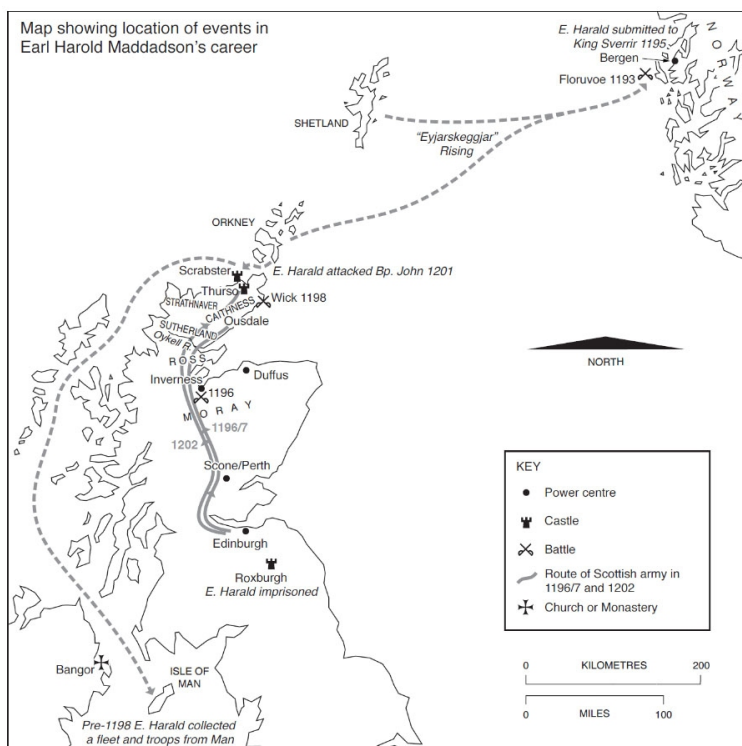 Map showing location of events in
Earl Harold Maddadson's career
E. Harald submitted to
King Sverrir 1195
Bergen
NORWAY
Floruvoe 1193
SHETLAND
"Eyjarskeggjar"
Rising
ORKNEY
Scrabster
E. Harald attacked Bp. John 1201
Thurso
STRATHNAVER
CAITHNESS
Wick 1198
Ousdale
SUTHERLAND
Oykell R.
ROSS
Inverness
Duffus
1196
MORAY
1196/7
1202
Scone/Perth
Edinburgh
Roxburgh
E. Harald imprisoned
Bangor
ISLE OF
MAN
Pre-1198 E. Harald collected
a fleet and troops from Man
NORTH
KEY
Power centre
Castle
Battle
Route of Scottish army in
1196/7 and 1202
Church or Monastery
0 KILOMETRES 200
0 MILES 100